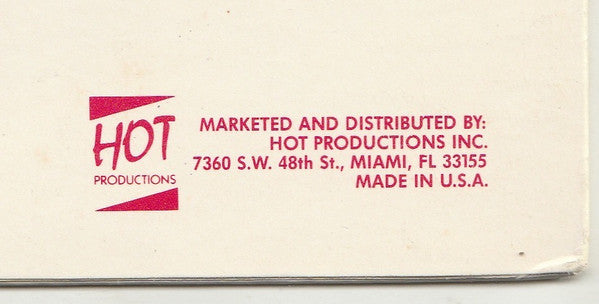 HOT
PRODUCTIONS
MARKETED AND DISTRIBUTED BY:
HOT PRODUCTIONS INC.
7360 S.W. 48th St., MIAMI, FL 33155
MADE IN U.S.A.